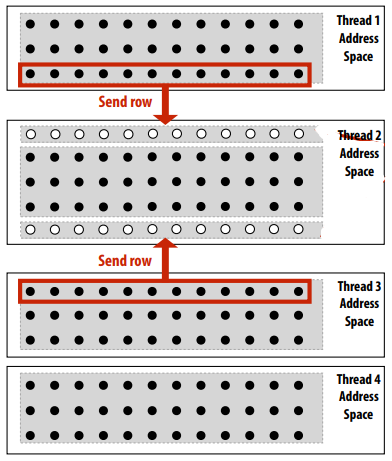 Thread 1
Address
Space
Send row
Thread 2
Address
Space
Send row
Thread 3
Address
Space
Thread 4
Address
Space